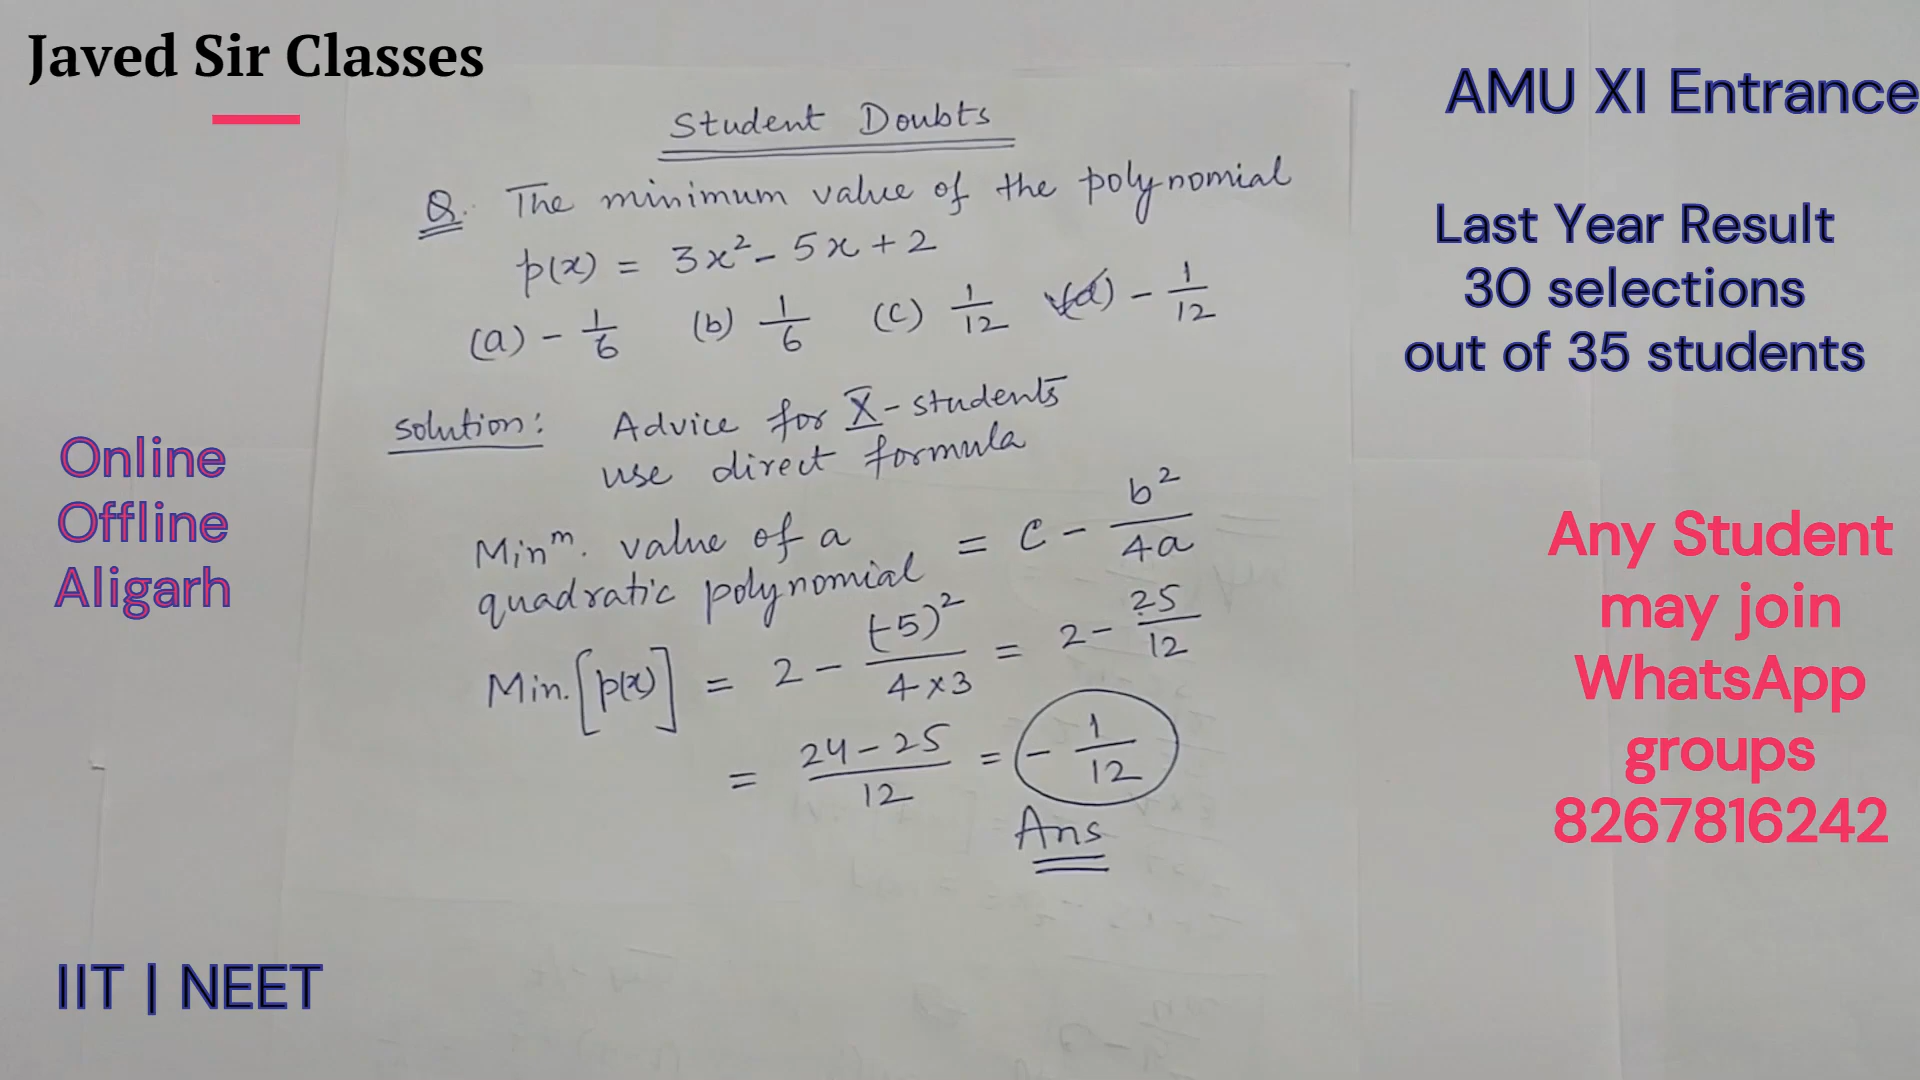 Javed Sir Classes
AMU XI Entrance
Last Year Result
30 selections
out of 35 students
Online
Offline
Aligarh
Any Student
may join
WhatsApp
groups
8267816242
IIT | NEET
Student Doubts
Q. The minimum value of the polynomial
p(x) = 3x² - 5x + 2
(a) - 1/6 (b) 1/6 (c) 1/12 ✓(d) - 1/12
Solution: Advice for X - students
use direct formula
Minᵐ. value of a
quadratic polynomial = c - b²/4a
Min. [p(x)] = 2 - (-5)²/4×3 = 2 - 25/12
= 24-25/12 = - 1/12
Ans